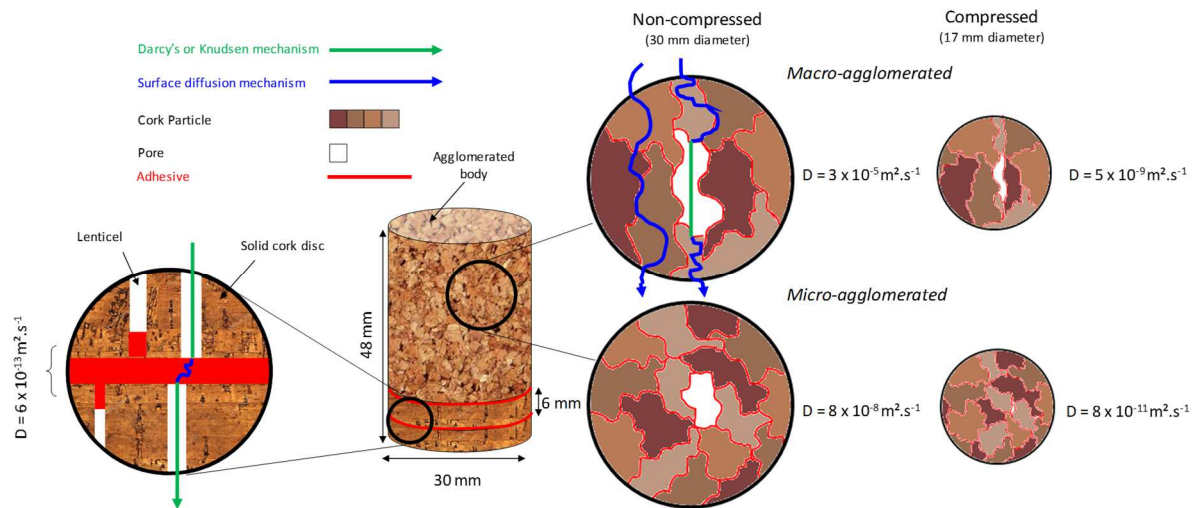 Non-compressed
(30 mm diameter)
Compressed
(17 mm diameter)
Darcy's or Knudsen mechanism
Surface diffusion mechanism
Cork Particle
Pore
Adhesive
Macro-agglomerated
D = 3 x 10⁻⁵ m².s⁻¹
D = 5 x 10⁻⁹ m².s⁻¹
Agglomerated
body
Lenticel
Solid cork disc
D = 6 x 10⁻¹³ m².s⁻¹
48 mm
6 mm
30 mm
Micro-agglomerated
D = 8 x 10⁻⁸ m².s⁻¹
D = 8 x 10⁻¹¹ m².s⁻¹